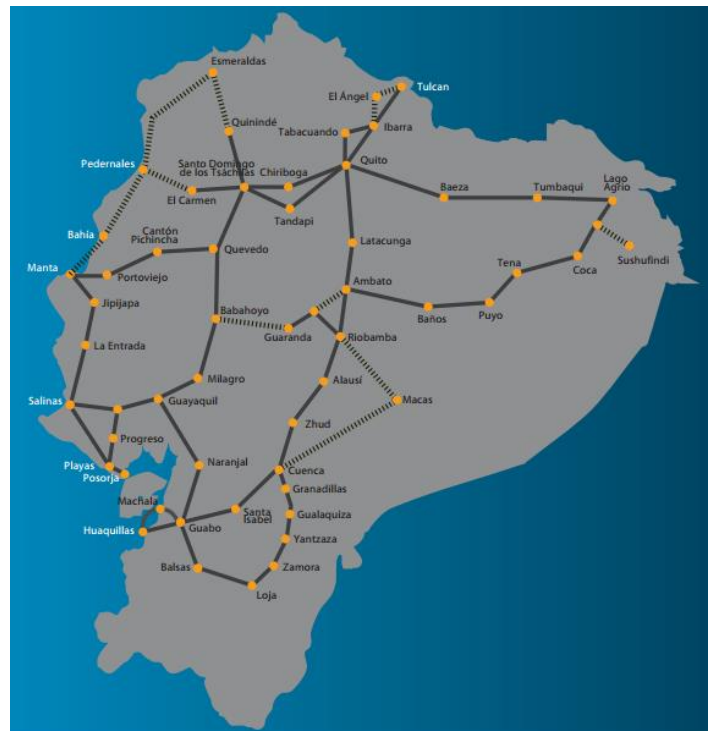 Esmeraldas
Tulcan
El Ángel
Quinindé
Tabacuando
Ibarra
Santo Domingo
de los Tsáchilas
Chiriboga
Quito
Pedernales
El Carmen
Tandapi
Baeza
Tumbaqui
Lago
Agrio
Bahía
Cantón
Pichincha
Quevedo
Latacunga
Sushufindi
Manta
Portoviejo
Tena
Coca
Jipijapa
Ambato
Baños
Puyo
Babahoyo
Guaranda
Riobamba
La Entrada
Milagro
Alausí
Macas
Salinas
Guayaquil
Zhud
Progreso
Playas
Posorja
Naranjal
Cuenca
Granadillas
Machala
Santa
Isabel
Gualaquiza
Huaquillas
Guabo
Yantzaza
Balsas
Zamora
Loja